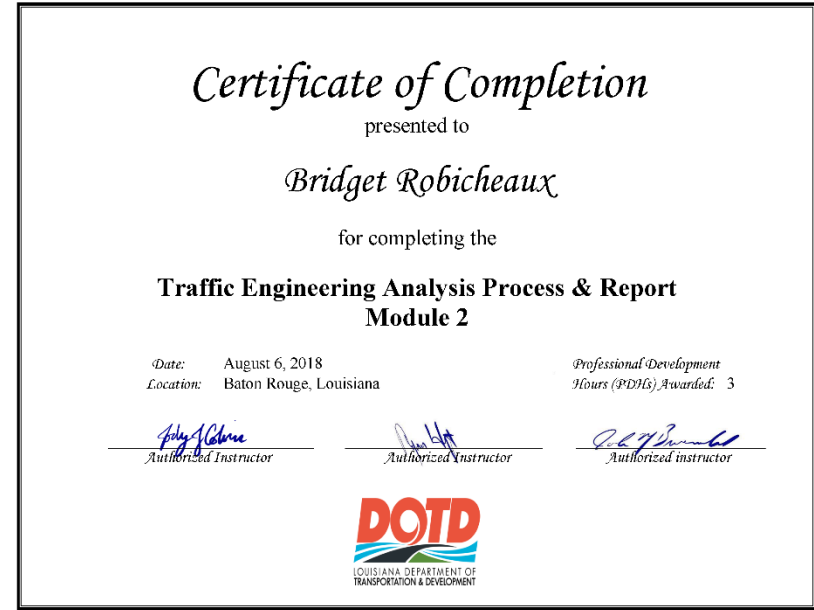 Certificate of Completion
presented to
Bridget Robicheaux
for completing the
Traffic Engineering Analysis Process & Report
Module 2
Date: August 6, 2018
Location: Baton Rouge, Louisiana
Professional Development
Hours (PDHs) Awarded: 3
Authorized Instructor
Authorized Instructor
Authorized instructor
DOTD
LOUISIANA DEPARTMENT OF
TRANSPORTATION & DEVELOPMENT